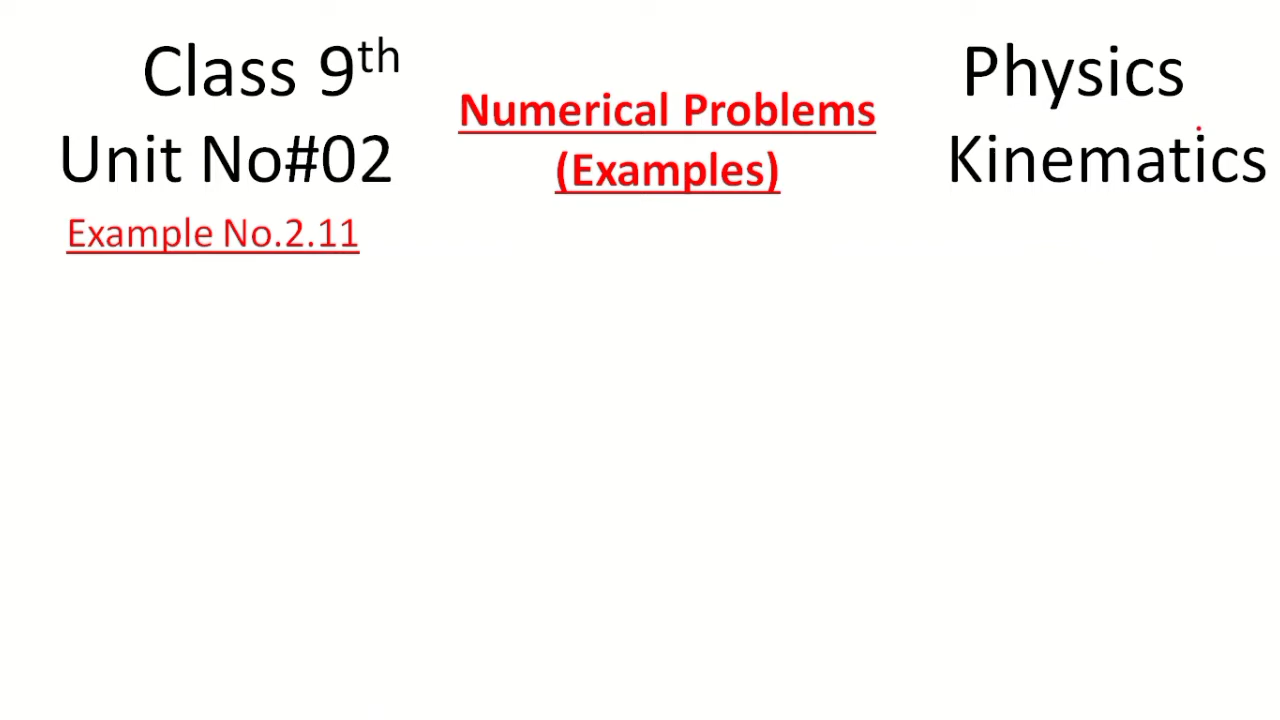 Class 9th
Unit No#02
Numerical Problems
(Examples)
Physics
Kinematics
Example No.2.11